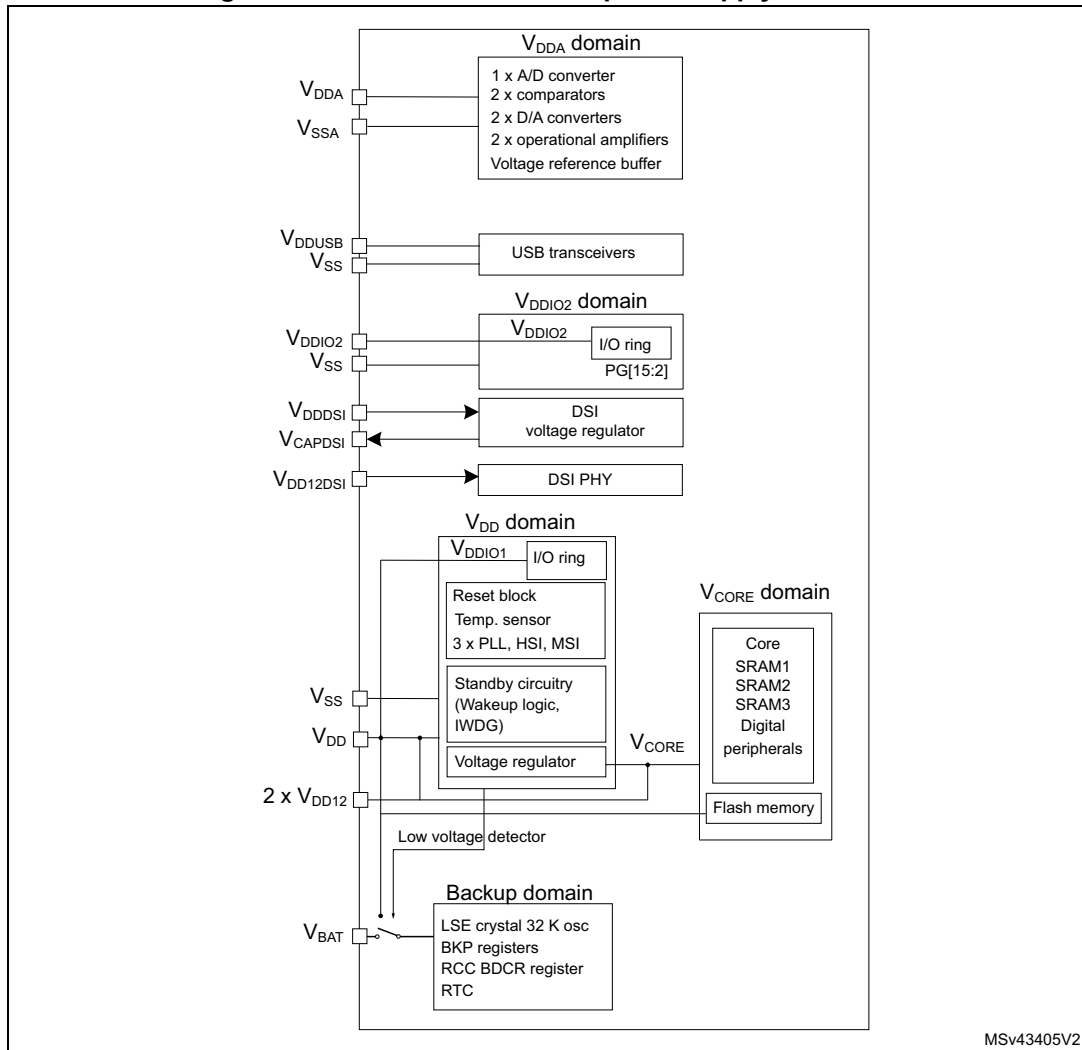 VDDA domain
1 x A/D converter
2 x comparators
2 x D/A converters
2 x operational amplifiers
Voltage reference buffer
VDDA
VSSA
VDDUSB
VSS
USB transceivers
VDDIO2 domain
VDDIO2
VSS
VDDIO2
I/O ring
PG[15:2]
VDDDSI
VCAPDSI
DSI
voltage regulator
VDD12DSI
DSI PHY
VDD domain
VDDIO1
I/O ring
Reset block
Temp. sensor
3 x PLL, HSI, MSI
Standby circuitry
(Wakeup logic,
IWDG)
Voltage regulator
VSS
VDD
2 x VDD12
VCORE
VCORE domain
Core
SRAM1
SRAM2
SRAM3
Digital
peripherals
Flash memory
Low voltage detector
Backup domain
VBAT
LSE crystal 32 K osc
BKP registers
RCC BDCR register
RTC
MSv43405V2